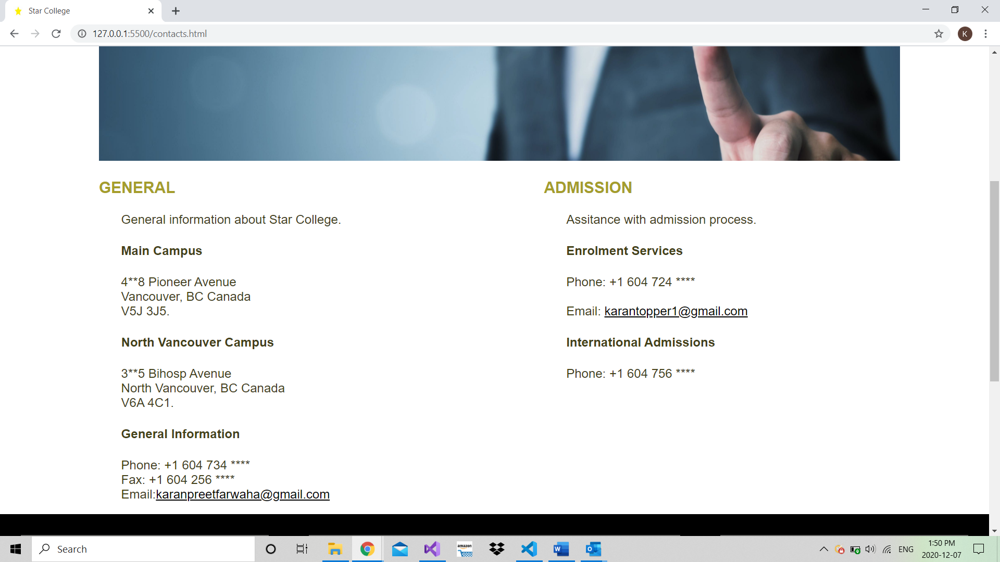 Star College
127.0.0.1:5500/contacts.html
K
GENERAL
General information about Star College.
Main Campus
4**8 Pioneer Avenue
Vancouver, BC Canada
V5J 3J5.
North Vancouver Campus
3**5 Bihosp Avenue
North Vancouver, BC Canada
V6A 4C1.
General Information
Phone: +1 604 734 ****
Fax: +1 604 256 ****
Email:karanpreetfarwaha@gmail.com
ADMISSION
Assitance with admission process.
Enrolment Services
Phone: +1 604 724 ****
Email: karantopper1@gmail.com
International Admissions
Phone: +1 604 756 ****
Search
amazon
W
O
ENG
1:50 PM
2020-12-07